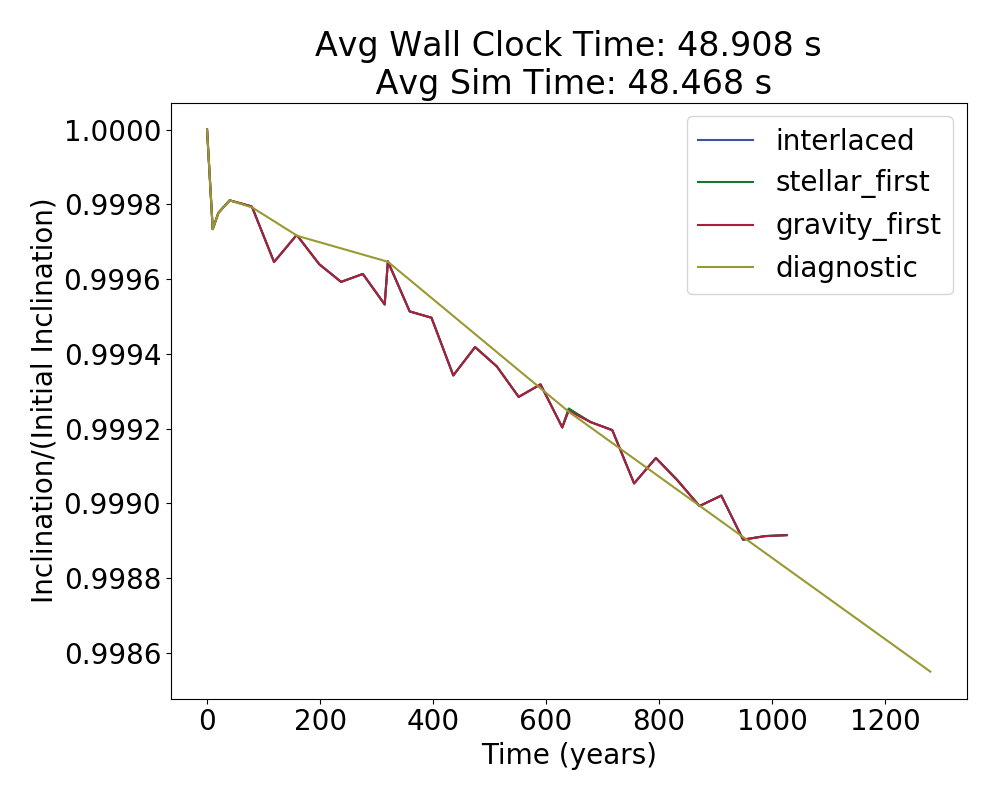 Avg Wall Clock Time: 48.908 s
Avg Sim Time: 48.468 s
interlaced
stellar_first
gravity_first
diagnostic
Inclination/(Initial Inclination)
1.0000
0.9998
0.9996
0.9994
0.9992
0.9990
0.9988
0.9986
0 200 400 600 800 1000 1200
Time (years)